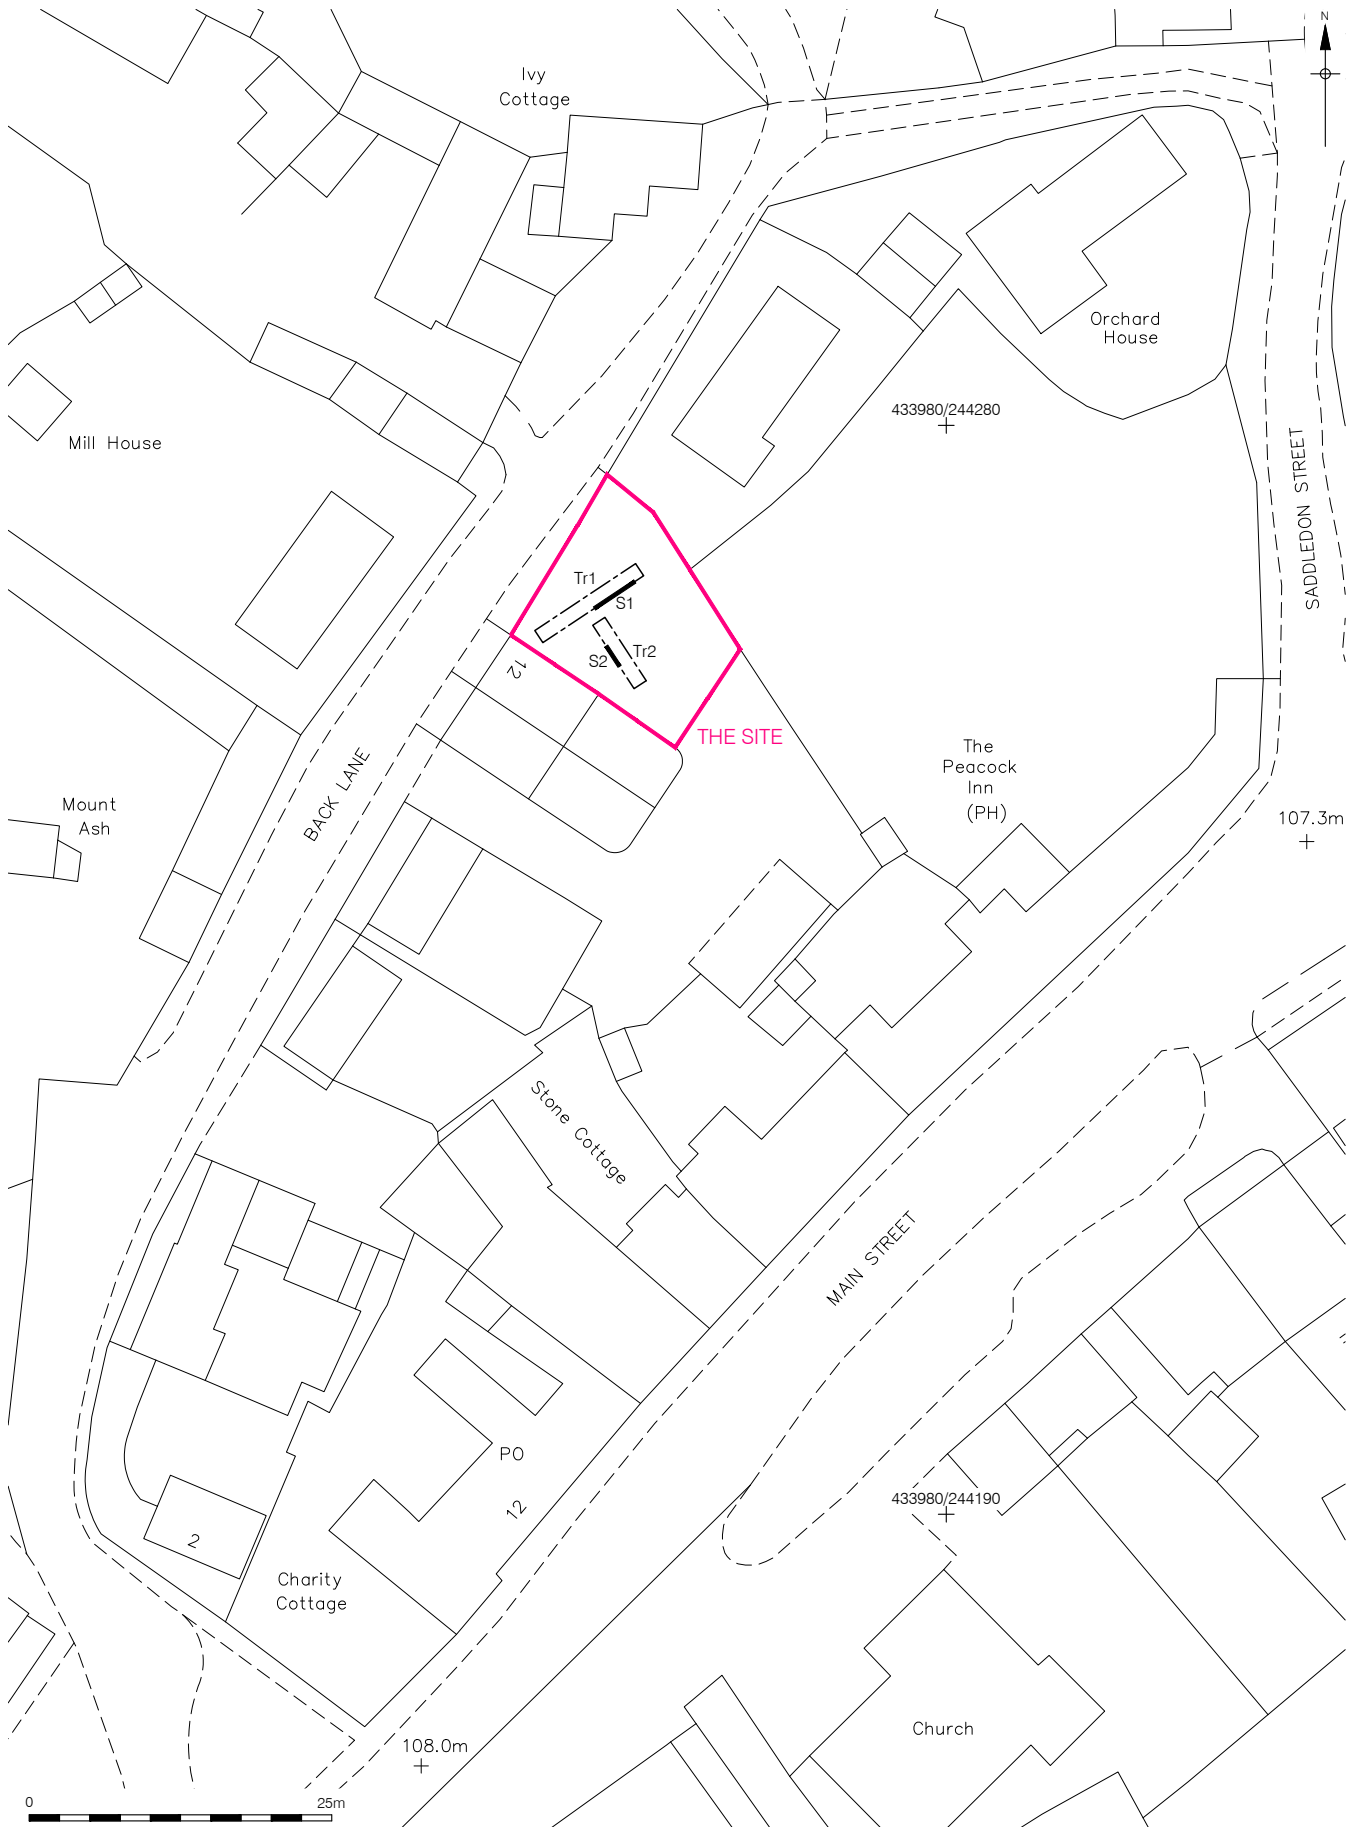 N
Ivy
Cottage
Orchard
House
433980/244280
Mill House
SADDLEDON STREET
Tr1
S1
Tr2
S2
12
THE SITE
The
Peacock
Inn
(PH)
BACK LANE
Mount
Ash
107.3m
Stone Cottage
MAIN STREET
PO
12
433980/244190
2
Charity
Cottage
Church
108.0m
0
25m